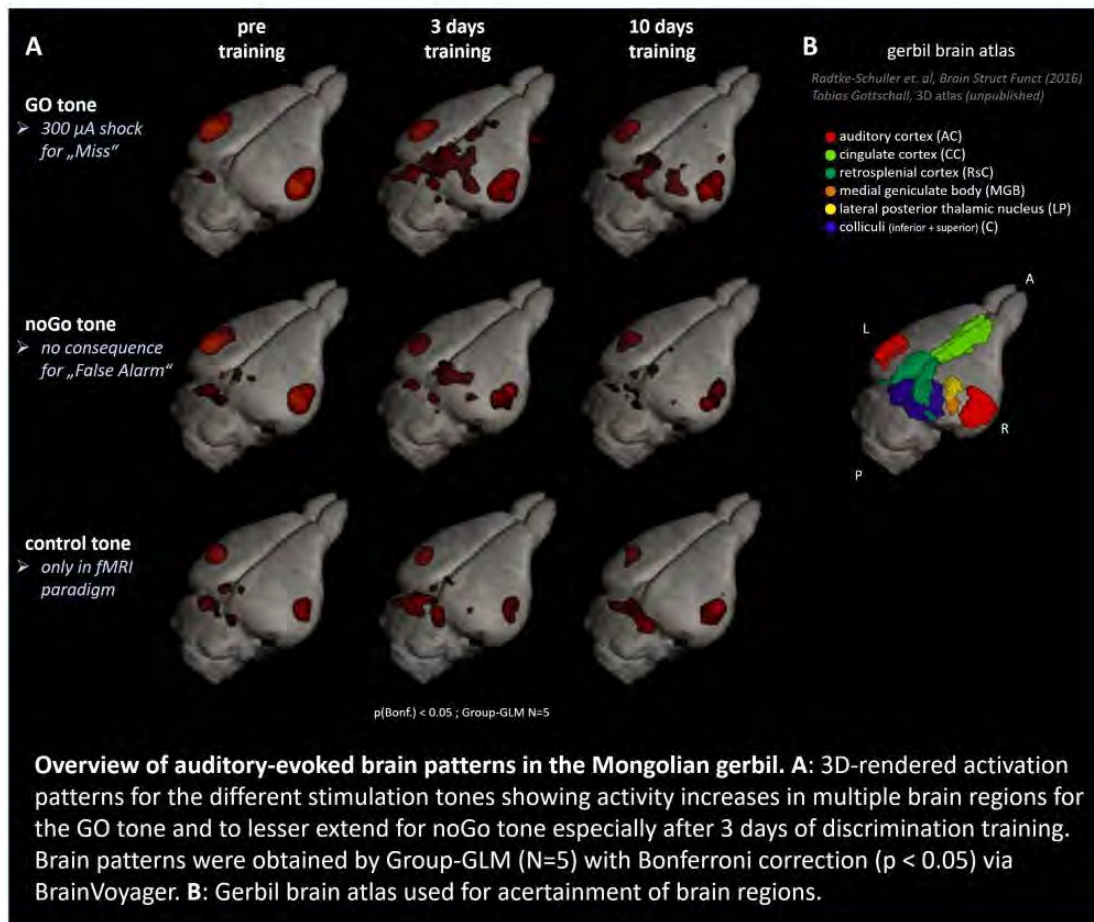 A
pre
training
3 days
training
10 days
training
GO tone
➢ 300 µA shock
for „Miss“
noGo tone
➢ no consequence
for „False Alarm“
control tone
➢ only in fMRI
paradigm
p(Bonf.) < 0.05 ; Group-GLM N=5
B
gerbil brain atlas
Radtke-Schuller et. al, Brain Struct Funct (2016)
Tobias Gottschall, 3D atlas (unpublished)
auditory cortex (AC)
cingulate cortex (CC)
retrosplenial cortex (RsC)
medial geniculate body (MGB)
lateral posterior thalamic nucleus (LP)
colliculi (inferior + superior) (C)
A
L
R
P
Overview of auditory-evoked brain patterns in the Mongolian gerbil. A: 3D-rendered activation
patterns for the different stimulation tones showing activity increases in multiple brain regions for
the GO tone and to lesser extend for noGo tone especially after 3 days of discrimination training.
Brain patterns were obtained by Group-GLM (N=5) with Bonferroni correction (p < 0.05) via
BrainVoyager. B: Gerbil brain atlas used for acertainment of brain regions.